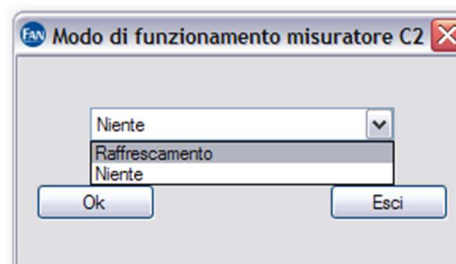 FAN Modo di funzionamento misuratore C2
Niente
Raffrescamento
Niente
Ok Esci